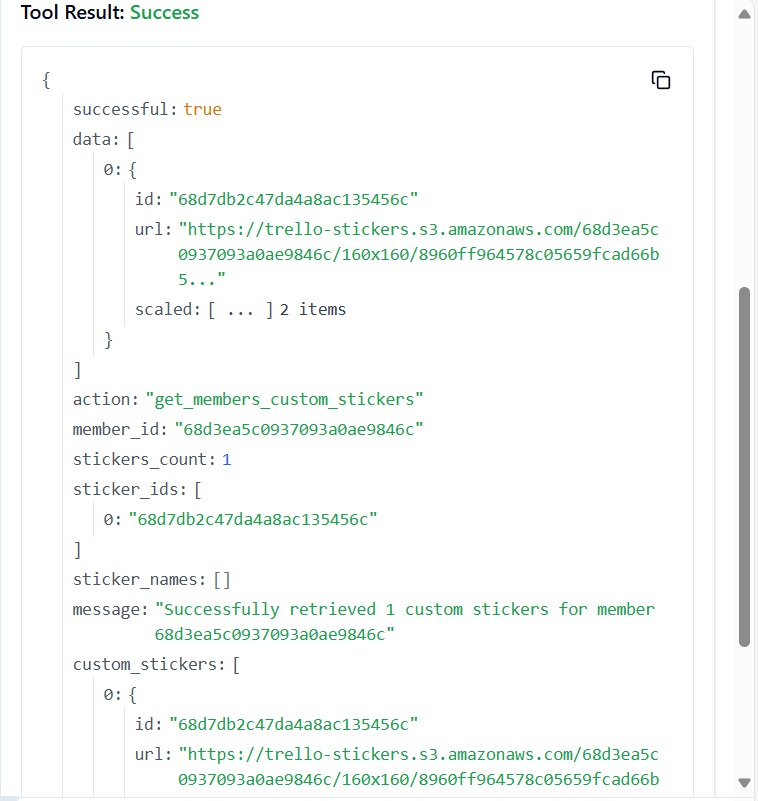 Tool Result: Success
{
successful: true
data: [
0: {
id: "68d7db2c47da4a8ac135456c"
url: "https://trello-stickers.s3.amazonaws.com/68d3ea5c
0937093a0ae9846c/160x160/8960ff964578c05659fcad66b
5..."
scaled: [ ... ] 2 items
}
]
action: "get_members_custom_stickers"
member_id: "68d3ea5c0937093a0ae9846c"
stickers_count: 1
sticker_ids: [
0: "68d7db2c47da4a8ac135456c"
]
sticker_names: []
message: "Successfully retrieved 1 custom stickers for member
68d3ea5c0937093a0ae9846c"
custom_stickers: [
0: {
id: "68d7db2c47da4a8ac135456c"
url: "https://trello-stickers.s3.amazonaws.com/68d3ea5c
0937093a0ae9846c/160x160/8960ff964578c05659fcad66b